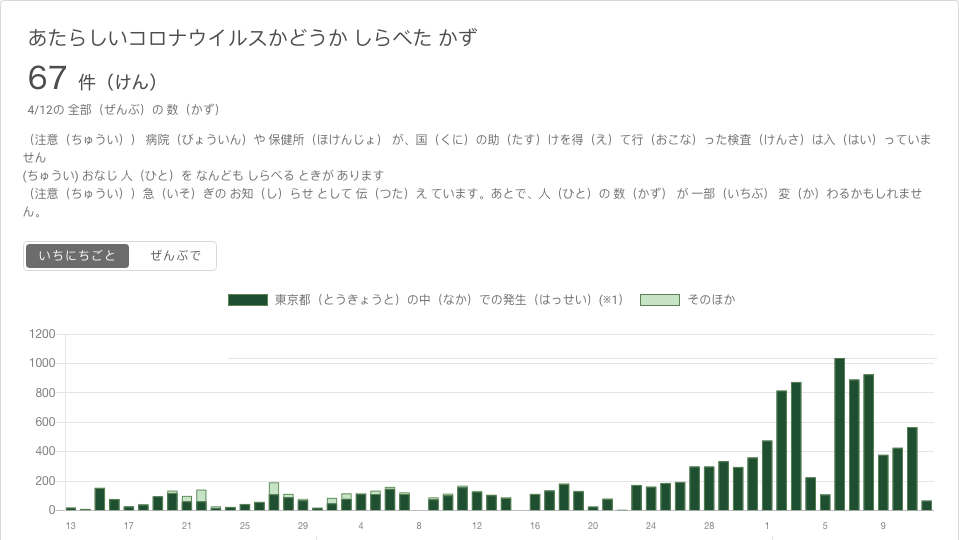 あたらしいコロナウイルスかどうか しらべた かず
67 件（けん）
4/12の 全部（ぜんぶ）の 数（かず）
（注意（ちゅうい）） 病院（びょういん）や 保健所（ほけんじょ） が、国（くに）の助（たす）けを得（え）て行（おこな）った検査（けんさ）は入（はい）っていま
せん
(ちゅうい) おなじ 人（ひと）を なんども しらべる ときが あります
（注意（ちゅうい））急（いそ）ぎの お知（し）らせ として 伝（つた）え ています。あとで、人（ひと）の 数（かず） が 一部（いちぶ） 変（か）わるかもしれませ
ん。
いちにちごと ぜんぶで
東京都（とうきょうと）の中（なか）での発生（はっせい）(※1) そのほか
1200
1000
800
600
400
200
0
13 17 21 25 29 4 8 12 16 20 24 28 1 5 9